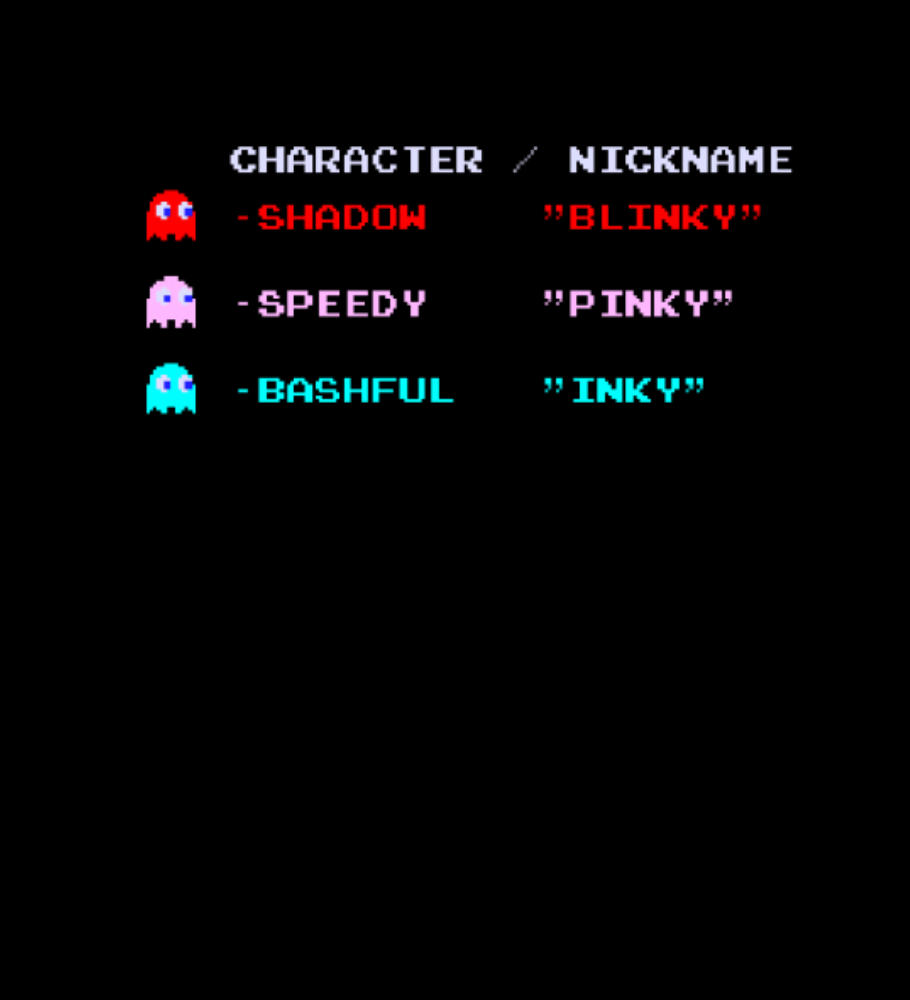 CHARACTER / NICKNAME
-SHADOW ”BLINKY”
-SPEEDY ”PINKY”
-BASHFUL ”INKY”